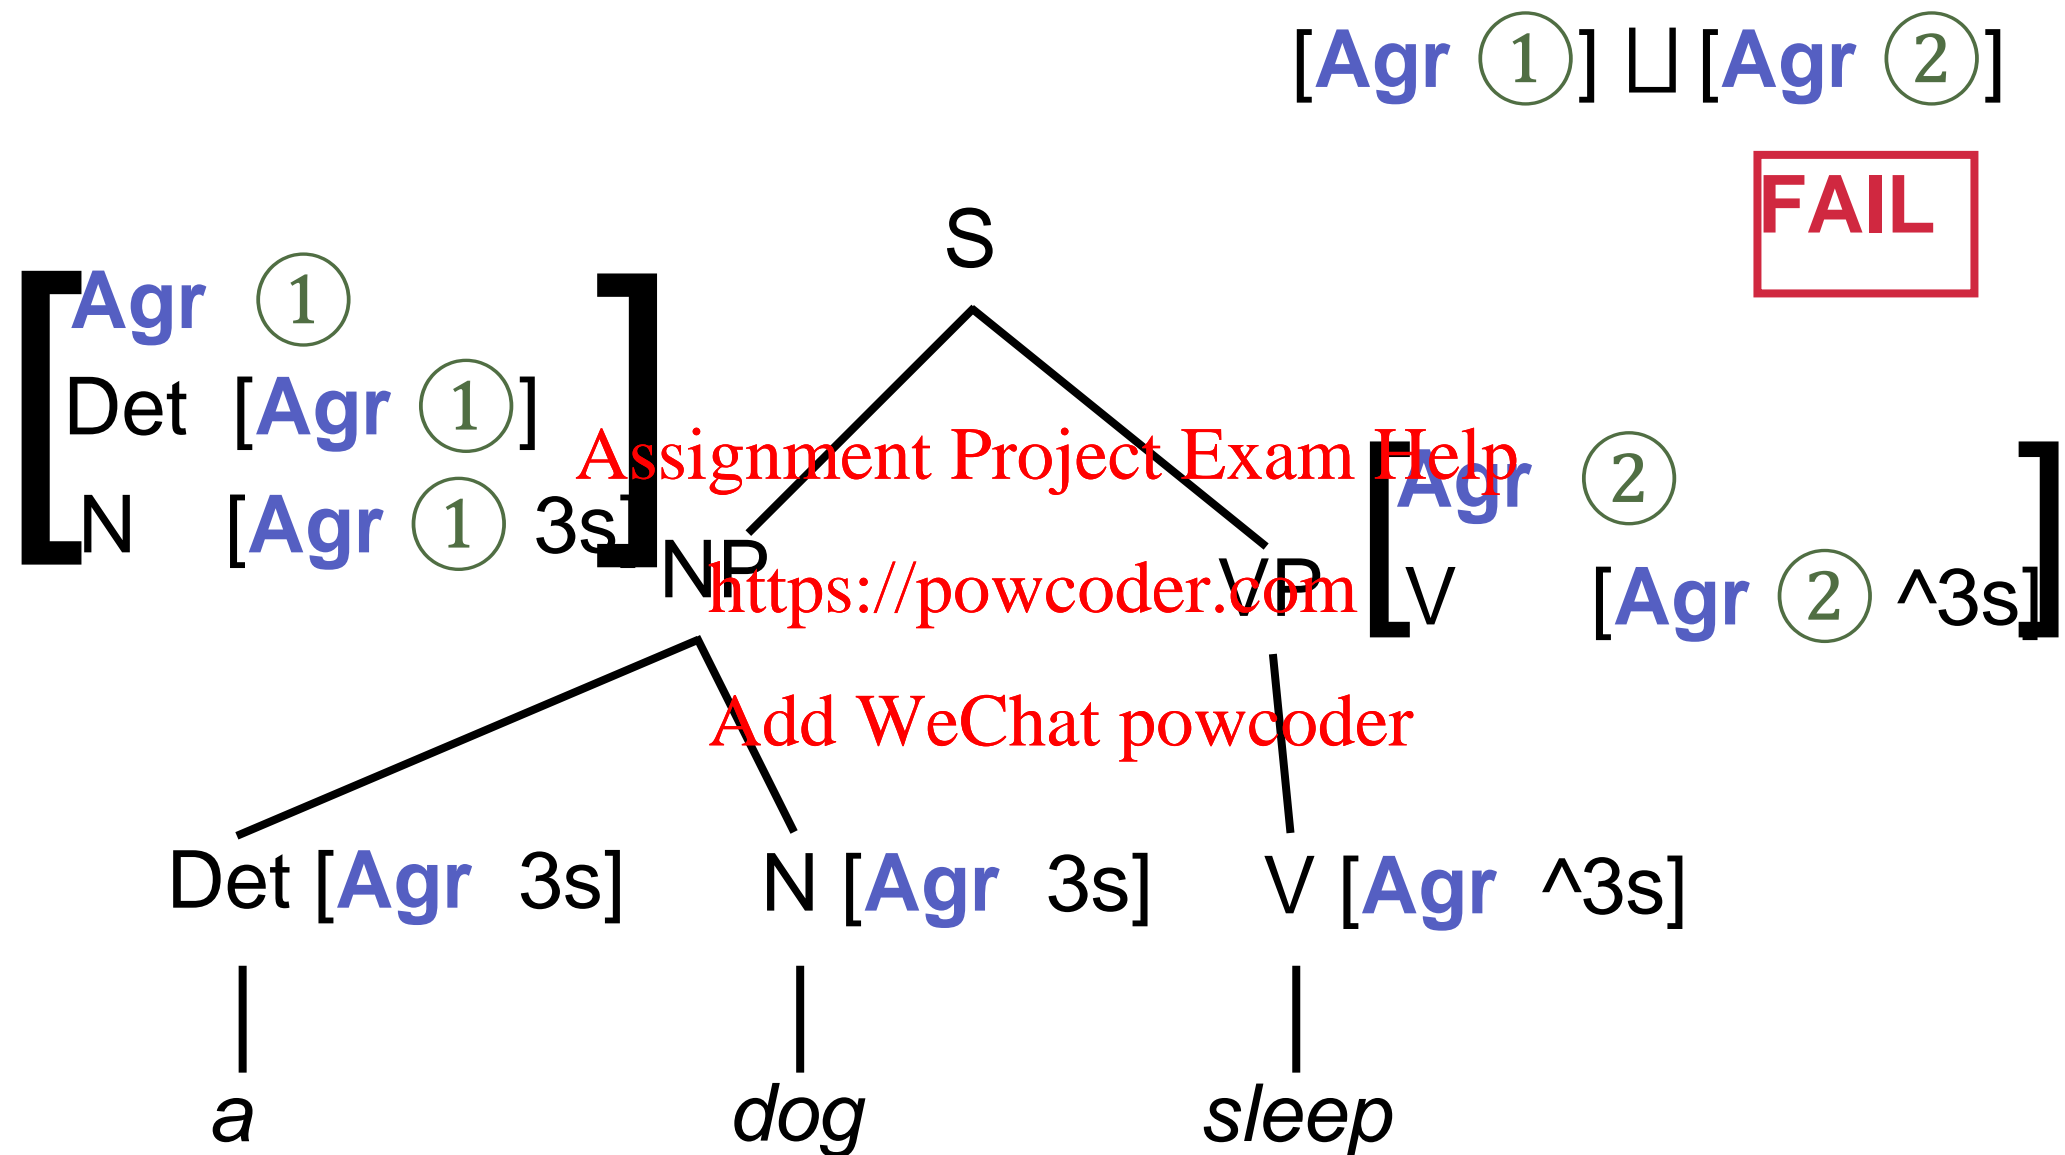 [Agr ①] ⊔ [Agr ②]
FAIL
S
Agr ①
Det [Agr ①]
N [Agr ① 3s]
Assignment Project Exam Help
Agr ②
NP
VP
V [Agr ② ^3s]
https://powcoder.com
Add WeChat powcoder
Det [Agr 3s] N [Agr 3s] V [Agr ^3s]
a dog sleep